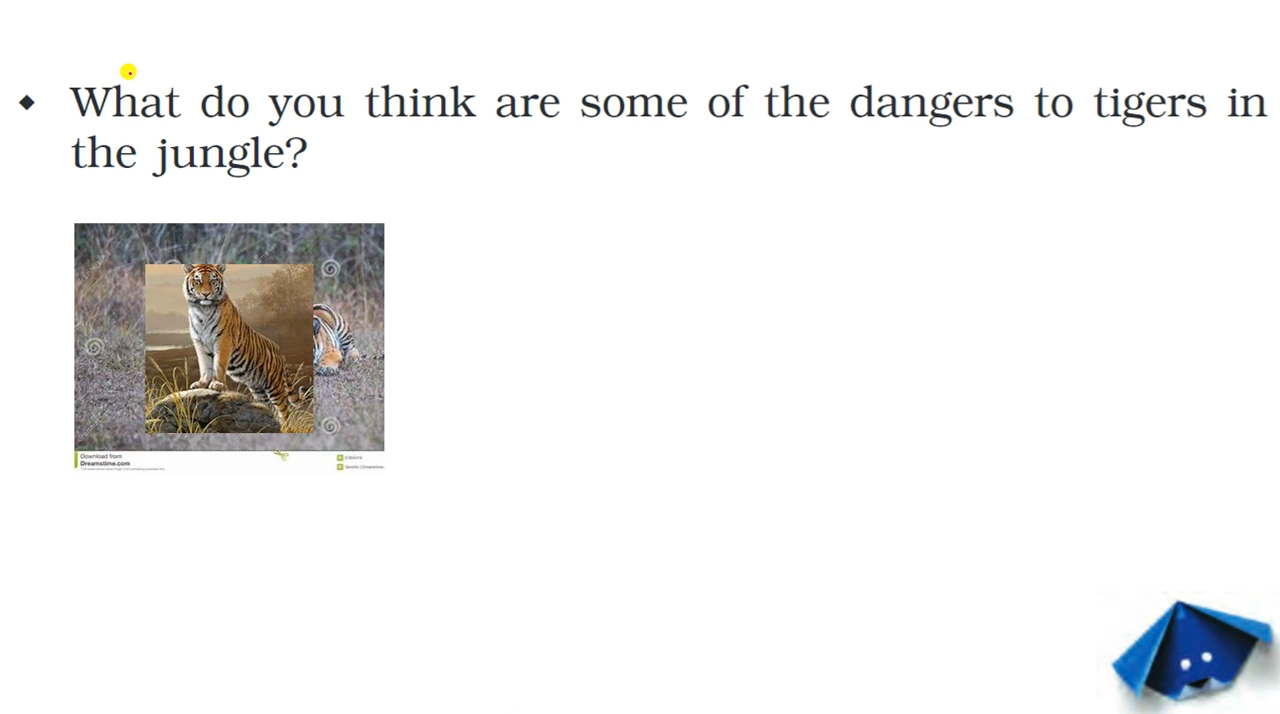 What do you think are some of the dangers to tigers in
the jungle?
Download from
Dreamstime.com